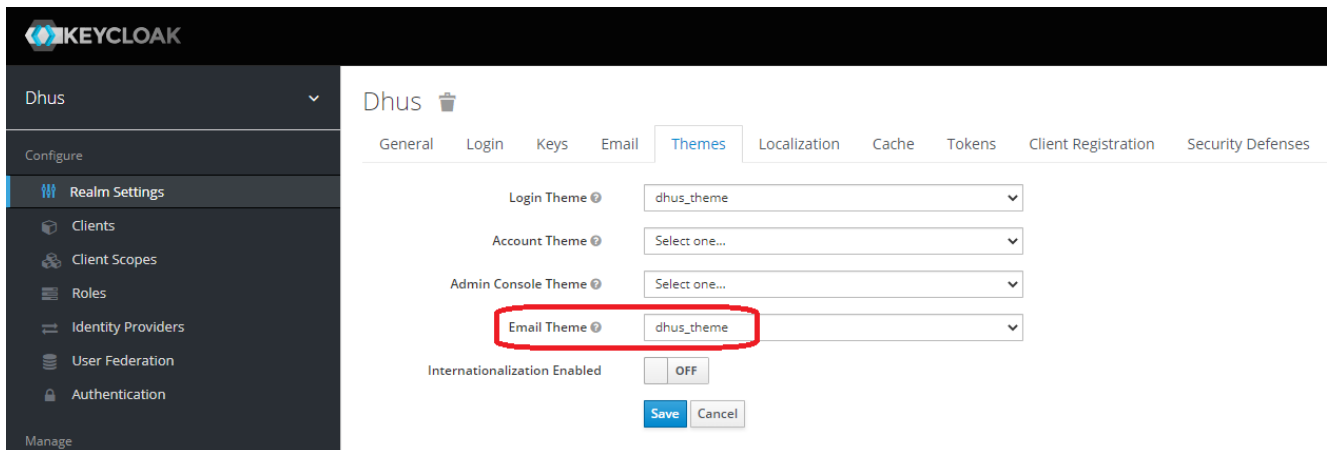 KEYCLOAK
Dhus
Configure
Realm Settings
Clients
Client Scopes
Roles
Identity Providers
User Federation
Authentication
Manage
Dhus
General Login Keys Email Themes Localization Cache Tokens Client Registration Security Defenses
Login Theme dhus_theme
Account Theme Select one...
Admin Console Theme Select one...
Email Theme dhus_theme
Internationalization Enabled OFF
Save Cancel